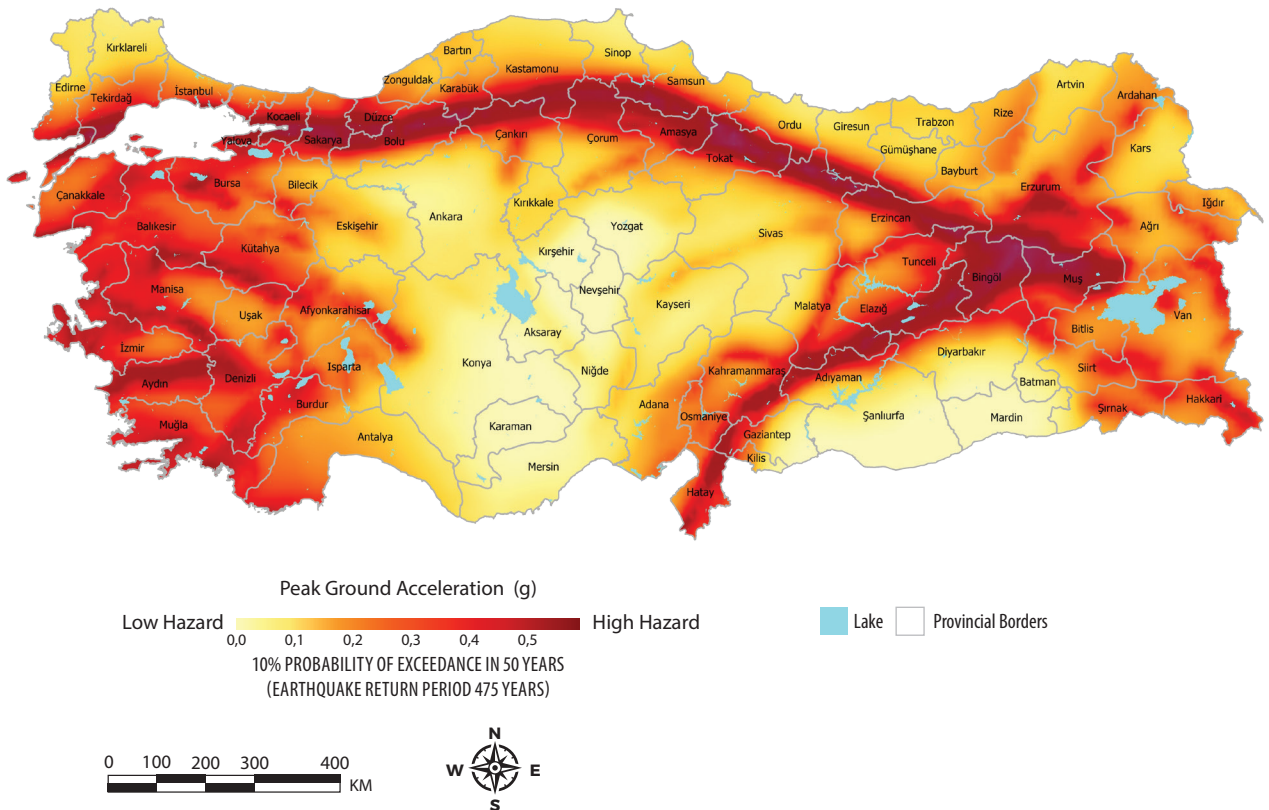 Kırklareli
Edirne
Tekirdağ
İstanbul
Kocaeli
Yalova
Sakarya
Düzce
Bolu
Zonguldak
Bartın
Karabük
Kastamonu
Sinop
Samsun
Çankırı
Çorum
Amasya
Tokat
Ordu
Giresun
Trabzon
Gümüşhane
Rize
Bayburt
Artvin
Ardahan
Kars
Erzurum
Iğdır
Ağrı
Çanakkale
Bursa
Bilecik
Balıkesir
Kütahya
Eskişehir
Ankara
Kırıkkale
Kırşehir
Yozgat
Sivas
Erzincan
Tunceli
Bingöl
Muş
Manisa
Uşak
Afyonkarahisar
Nevşehir
Kayseri
Malatya
Elazığ
Bitlis
Van
İzmir
Aydın
Denizli
Isparta
Burdur
Konya
Aksaray
Niğde
Kahramanmaraş
Adıyaman
Diyarbakır
Batman
Siirt
Şırnak
Hakkari
Muğla
Antalya
Karaman
Mersin
Adana
Osmaniye
Gaziantep
Kilis
Şanlıurfa
Mardin
Hatay
Peak Ground Acceleration (g)
Low Hazard High Hazard
0,0 0,1 0,2 0,3 0,4 0,5
10% PROBABILITY OF EXCEEDANCE IN 50 YEARS
(EARTHQUAKE RETURN PERIOD 475 YEARS)
Lake Provincial Borders
0 100 200 300 400
KM
N
W E
S